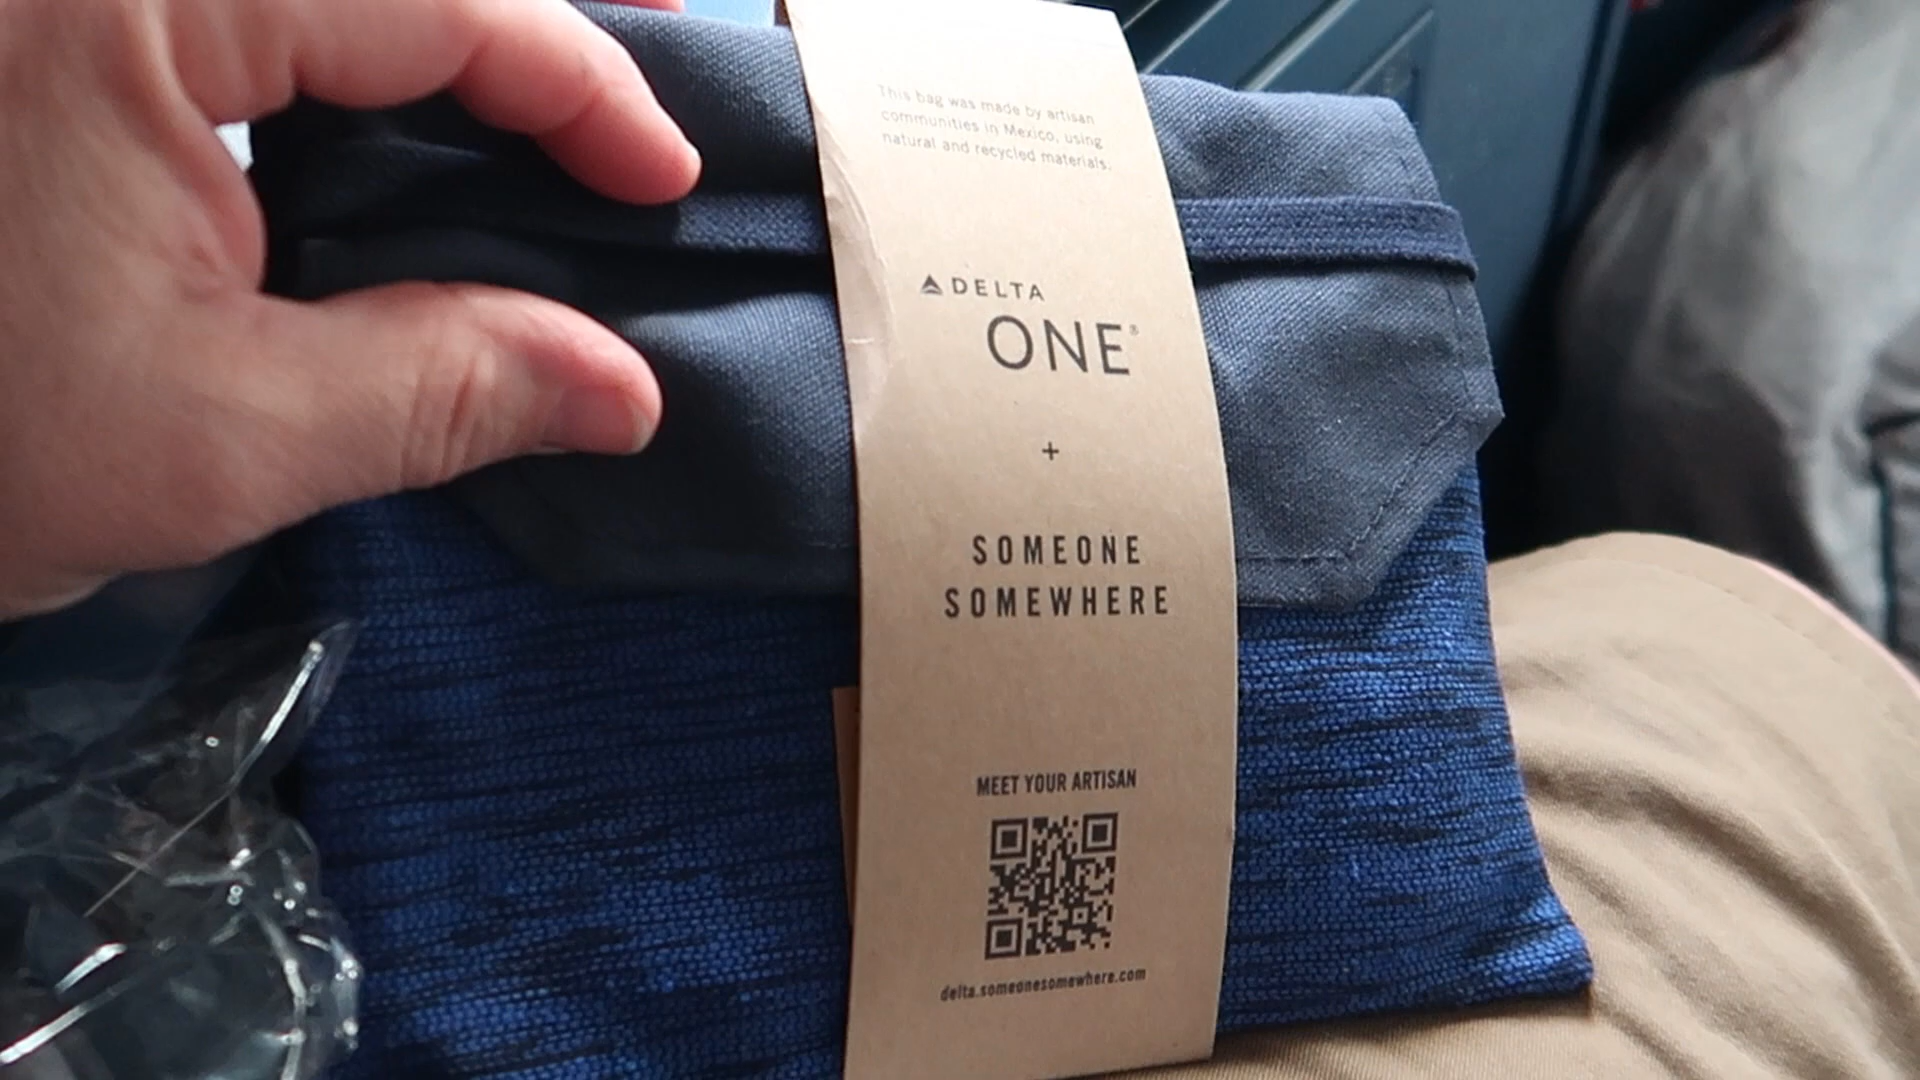 This bag was made by artisan
communities in Mexico, using
natural and recycled materials.
DELTA
ONE®
+
SOMEONE
SOMEWHERE
MEET YOUR ARTISAN
delta.someonesomewhere.com